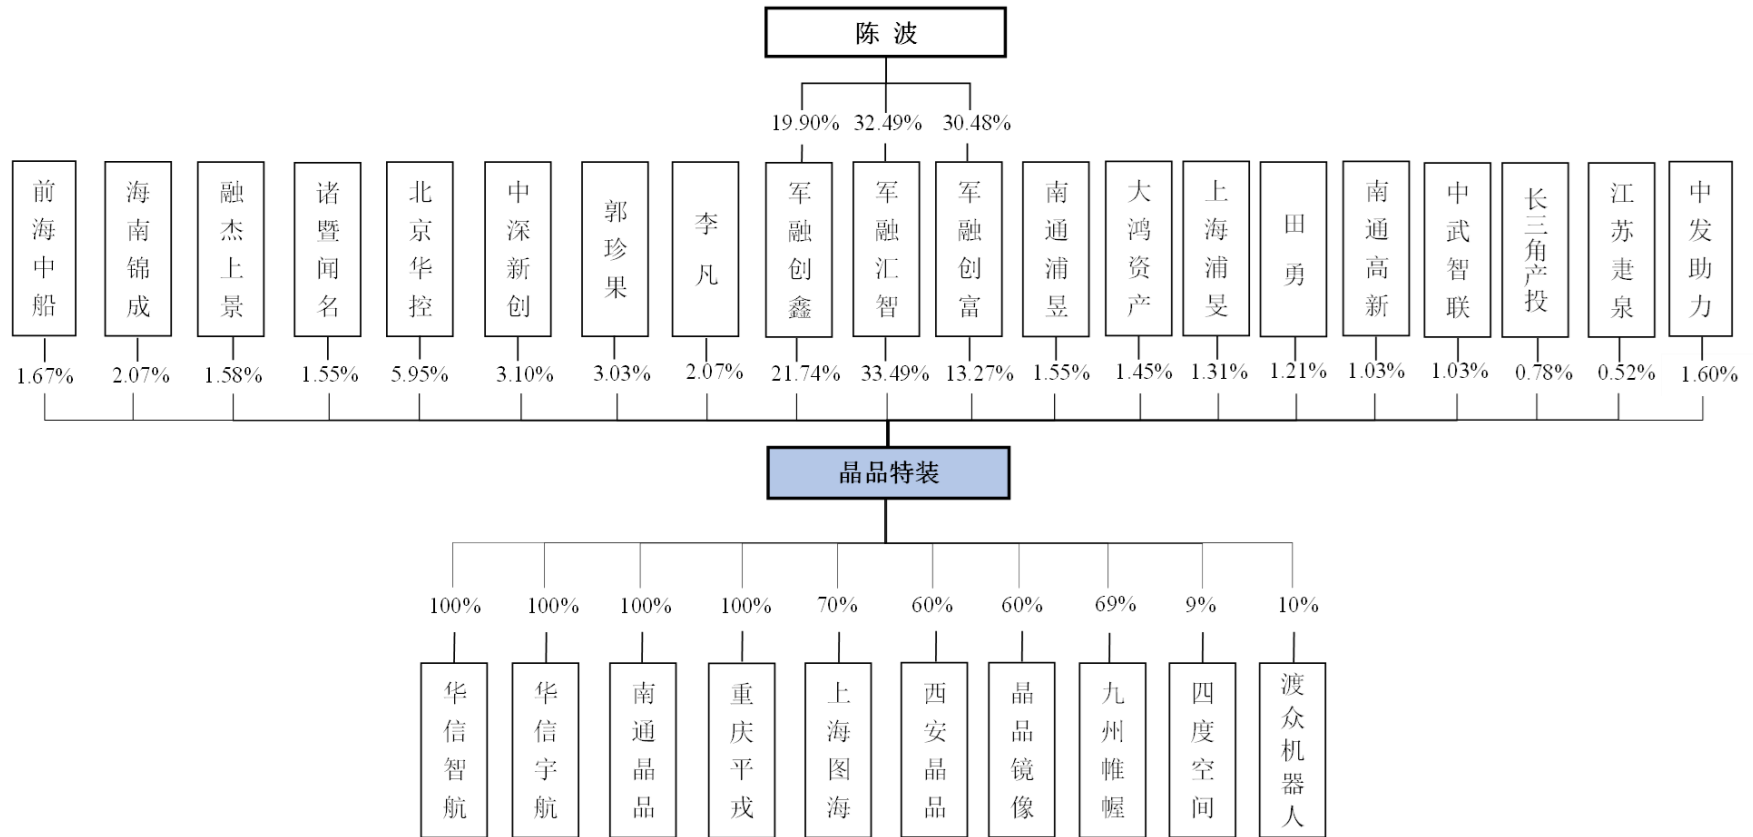 陈 波
19.90% 32.49% 30.48%
前海中船
海南锦成
融杰上景
诸暨闻名
北京华控
中深新创
郭珍果
李凡
军融创鑫
军融汇智
军融创富
南通浦昱
大鸿资产
上海浦旻
田勇
南通高新
中武智联
长三角产投
江苏疌泉
中发助力
1.67% 2.07% 1.58% 1.55% 5.95% 3.10% 3.03% 2.07% 21.74% 33.49% 13.27% 1.55% 1.45% 1.31% 1.21% 1.03% 1.03% 0.78% 0.52% 1.60%
晶品特装
100% 100% 100% 100% 70% 60% 60% 69% 9% 10%
华信智航
华信宇航
南通晶品
重庆平戎
上海图海
西安晶品
晶品镜像
九州帷幄
四度空间
渡众机器人